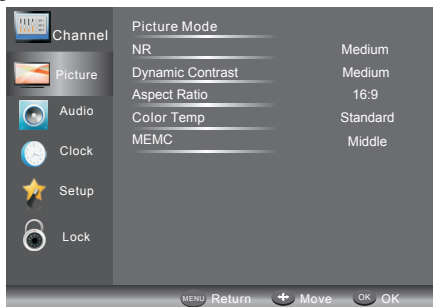 Channel
Picture
Audio
Clock
Setup
Lock
Picture Mode
NR Medium
Dynamic Contrast Medium
Aspect Ratio 16:9
Color Temp Standard
MEMC Middle
MENU Return + Move OK OK